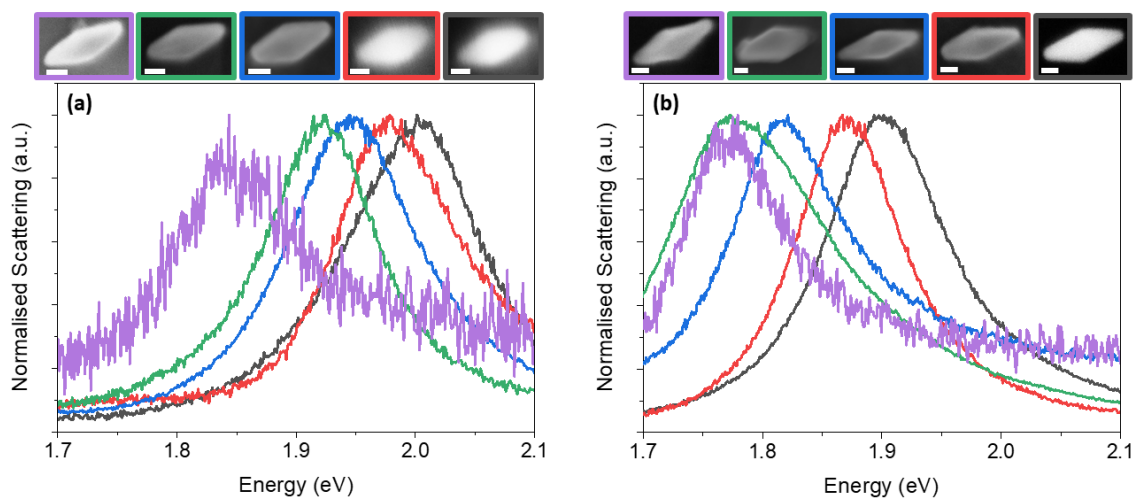 (a)
Normalised Scattering (a.u.)
1.7 1.8 1.9 2.0 2.1
Energy (eV)
(b)
Normalised Scattering (a.u.)
1.7 1.8 1.9 2.0 2.1
Energy (eV)